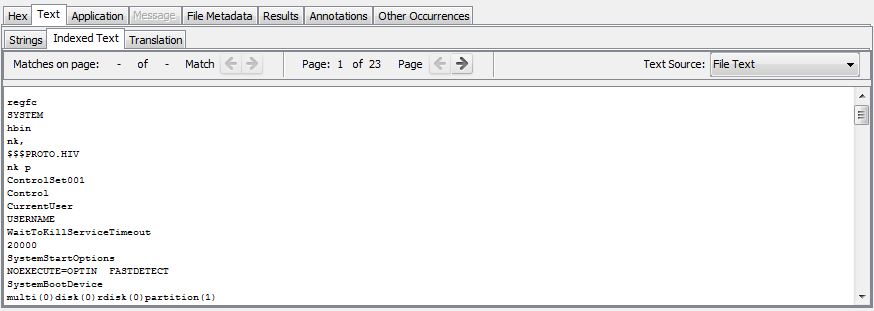 Hex Text Application Message File Metadata Results Annotations Other Occurrences
Strings Indexed Text Translation
Matches on page: - of - Match Page: 1 of 23 Page Text Source: File Text
regfc
SYSTEM
hbin
nk,
$$$PROTO.HIV
nk p
ControlSet001
Control
CurrentUser
USERNAME
WaitToKillServiceTimeout
20000
SystemStartOptions
NOEXECUTE=OPTIN  FASTDETECT
SystemBootDevice
multi(0)disk(0)rdisk(0)partition(1)